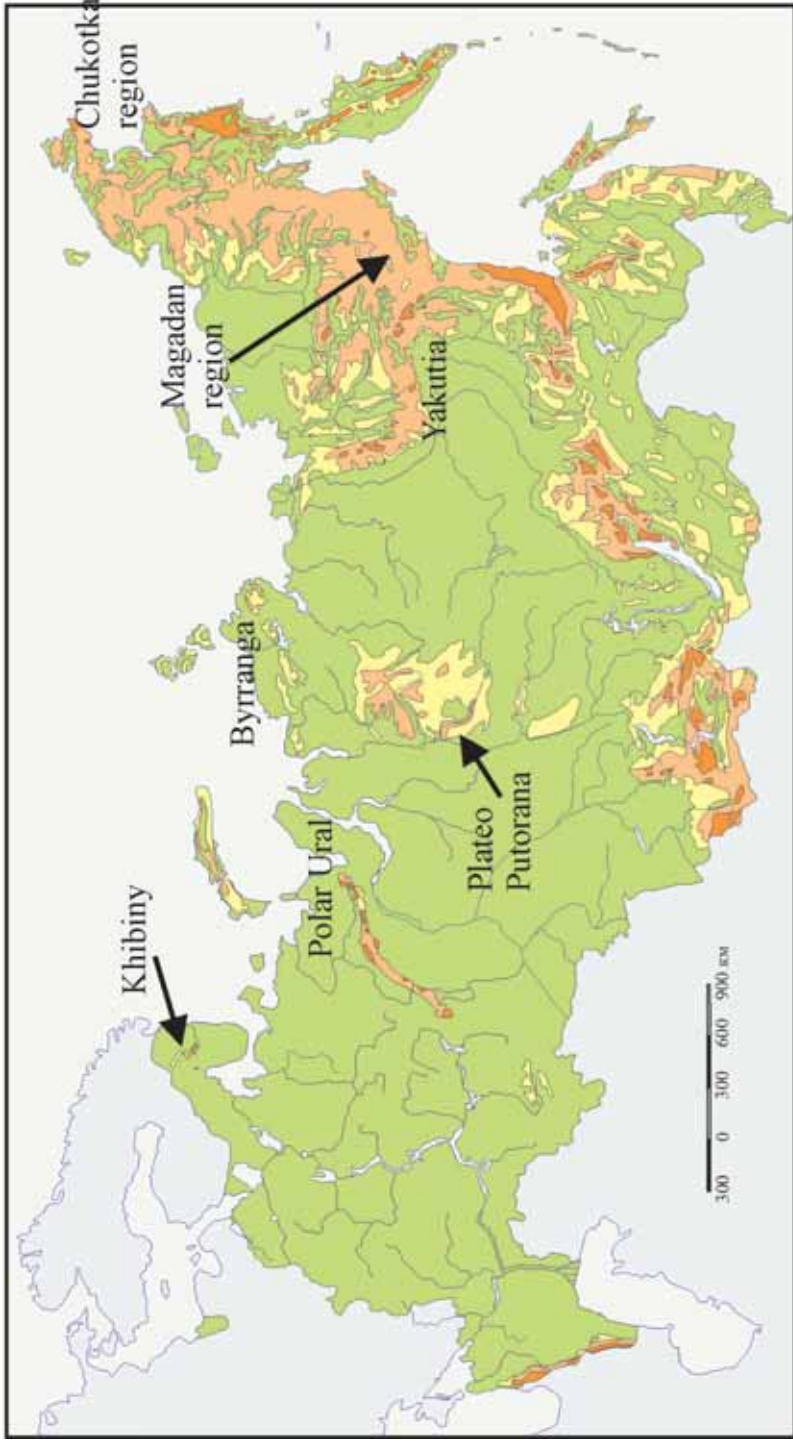 Khibiny
Polar Ural
Byrranga
Plateo
Putorana
Magadan
region
Yakutia
Chukotka
region
300 0 300 600 900 км